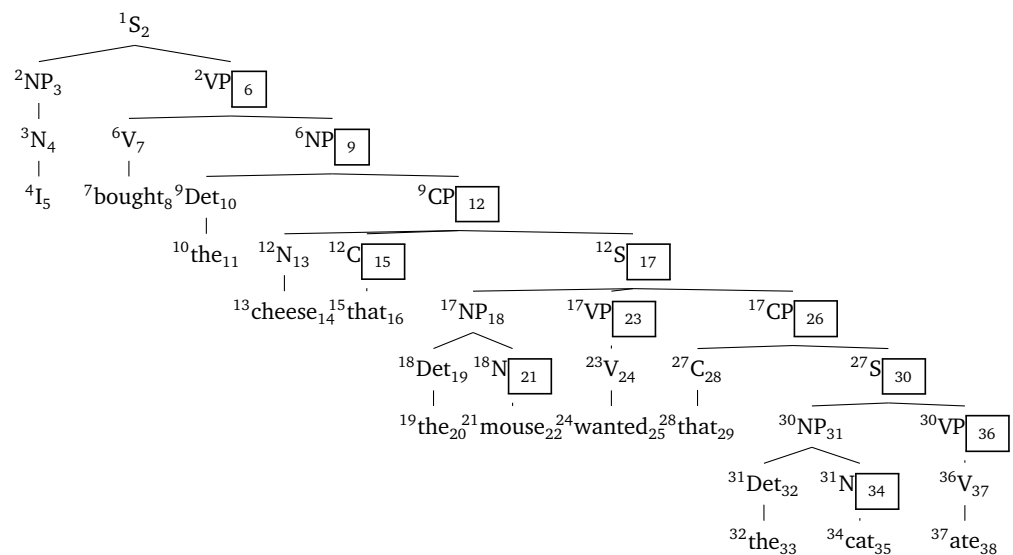 ¹S₂
²NP₃ ²VP 6
³N₄ ⁶V₇ ⁶NP 9
⁴I₅ ⁷bought₈ ⁹Det₁₀ ⁹CP 12
¹⁰the₁₁ ¹²N₁₃ ¹²C 15 ¹²S 17
¹³cheese₁₄ ¹⁵that₁₆ ¹⁷NP₁₈ ¹⁷VP 23 ¹⁷CP 26
¹⁸Det₁₉ ¹⁸N 21 ²³V₂₄ ²⁷C₂₈ ²⁷S 30
¹⁹the₂₀ ²¹mouse₂₂ ²⁴wanted₂₅ ²⁸that₂₉ ³⁰NP₃₁ ³⁰VP 36
³¹Det₃₂ ³¹N 34 ³⁶V₃₇
³²the₃₃ ³⁴cat₃₅ ³⁷ate₃₈